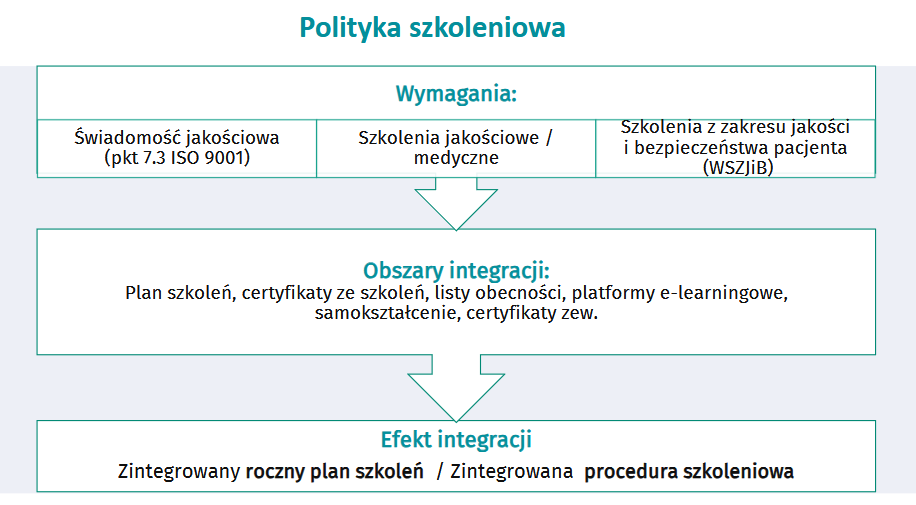 Polityka szkoleniowa
Wymagania:
Świadomość jakościowa
(pkt 7.3 ISO 9001)
Szkolenia jakościowe /
medyczne
Szkolenia z zakresu jakości
i bezpieczeństwa pacjenta
(WSZJiB)
Obszary integracji:
Plan szkoleń, certyfikaty ze szkoleń, listy obecności, platformy e-learningowe,
samokształcenie, certyfikaty zew.
Efekt integracji
Zintegrowany roczny plan szkoleń / Zintegrowana procedura szkoleniowa